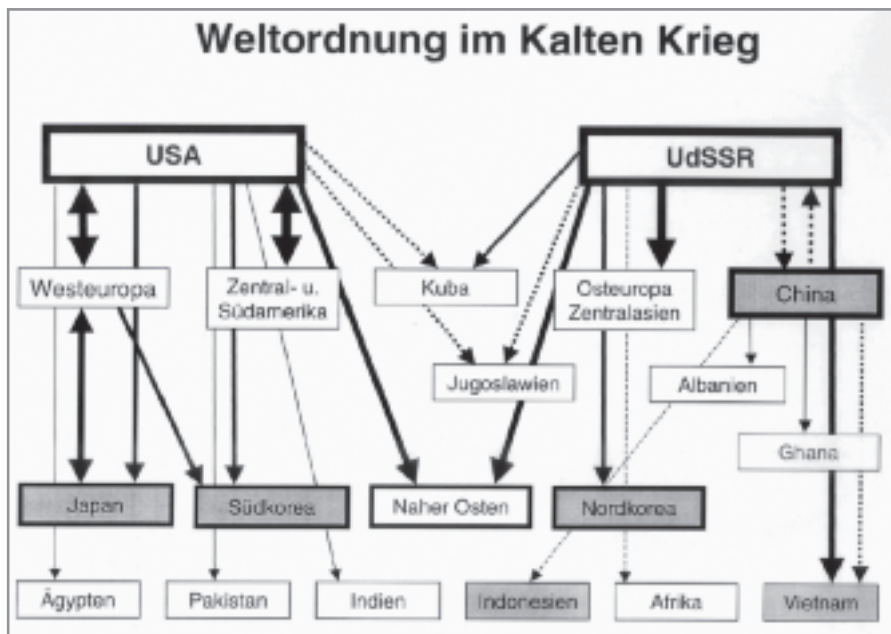 Weltordnung im Kalten Krieg
USA
UdSSR
Westeuropa
Zentral- u.
Südamerika
Kuba
Osteuropa
Zentralasien
China
Jugoslawien
Albanien
Ghana
Japan
Südkorea
Naher Osten
Nordkorea
Ägypten
Pakistan
Indien
Indonesien
Afrika
Vietnam